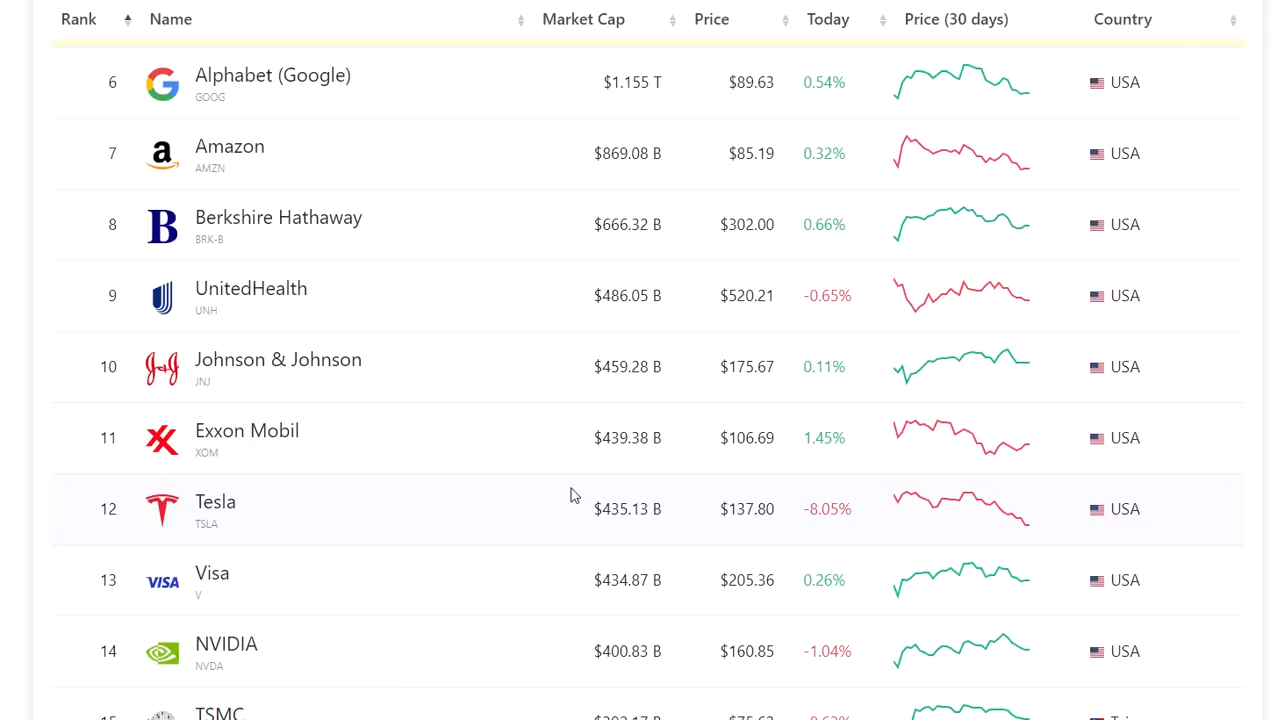 Rank Name Market Cap Price Today Price (30 days) Country
6 Alphabet (Google) $1.155 T $89.63 0.54% USA
GOOG
7 Amazon $869.08 B $85.19 0.32% USA
AMZN
8 Berkshire Hathaway $666.32 B $302.00 0.66% USA
BRK-B
9 UnitedHealth $486.05 B $520.21 -0.65% USA
UNH
10 Johnson & Johnson $459.28 B $175.67 0.11% USA
JNJ
11 Exxon Mobil $439.38 B $106.69 1.45% USA
XOM
12 Tesla $435.13 B $137.80 -8.05% USA
TSLA
13 VISA Visa $434.87 B $205.36 0.26% USA
V
14 NVIDIA $400.83 B $160.85 -1.04% USA
NVDA
TSMC